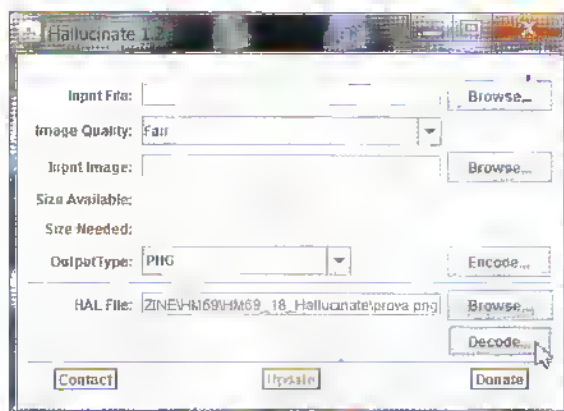 Hallucinate 1.2
Input File: Browse...
Image Quality: Fair
Input Image: Browse...
Size Available:
Size Needed:
OutputType: PNG Encode...
HAL File: ZINE\HM69\HM69_18_Hallucinate\prova.png Browse...
Decode...
Contact Update Donate